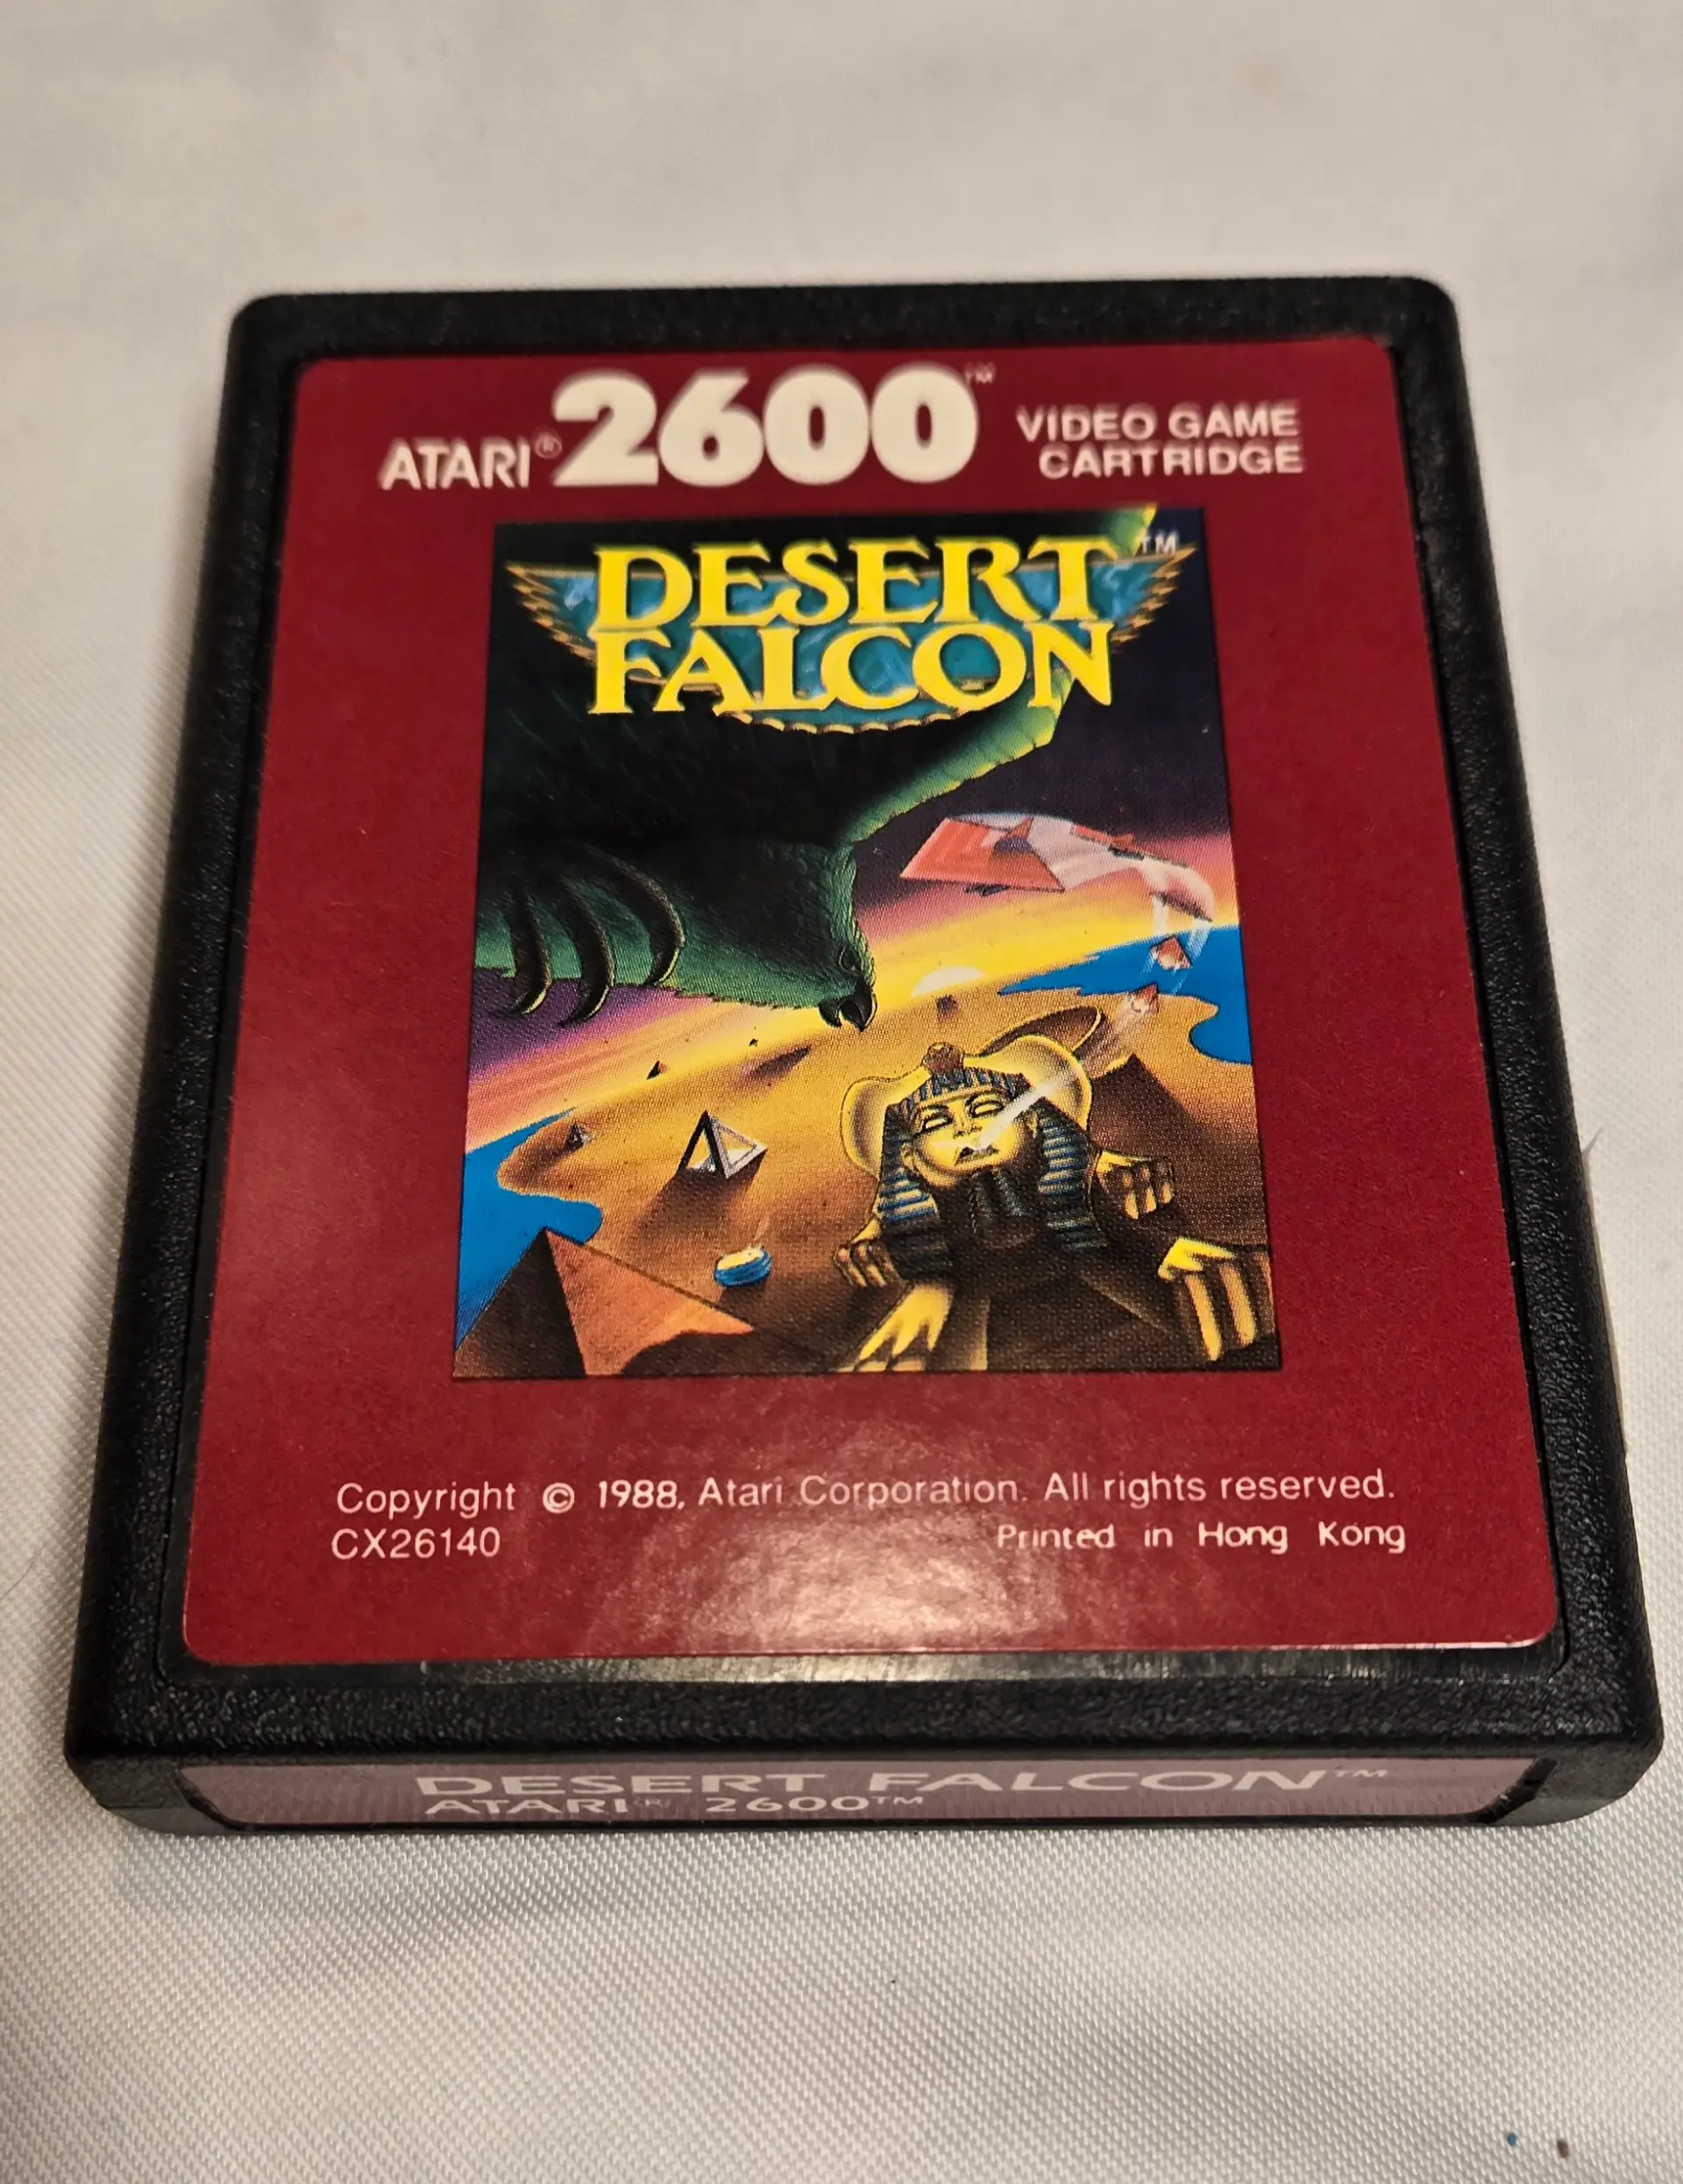 ATARI® 2600™ VIDEO GAME
CARTRIDGE
DESERT™
FALCON
Copyright © 1988, Atari Corporation. All rights reserved.
CX26140 Printed in Hong Kong
DESERT FALCON™
ATARI® 2600™